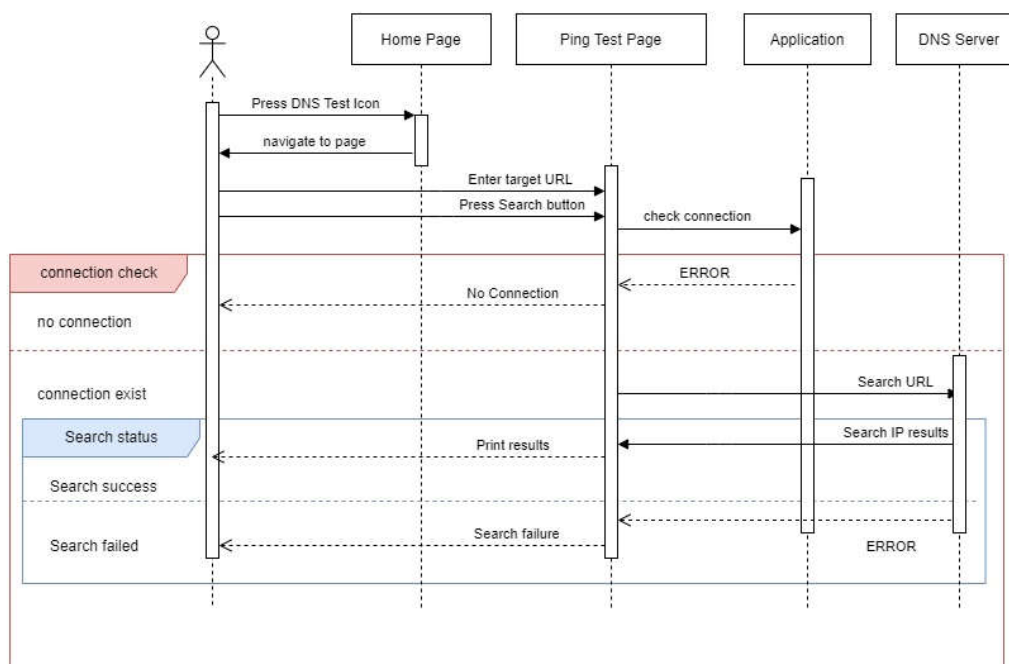 Home Page
Ping Test Page
Application
DNS Server
Press DNS Test Icon
navigate to page
Enter target URL
Press Search button
check connection
connection check
ERROR
No Connection
no connection
connection exist
Search URL
Search status
Search IP results
Print results
Search success
Search failure
Search failed
ERROR